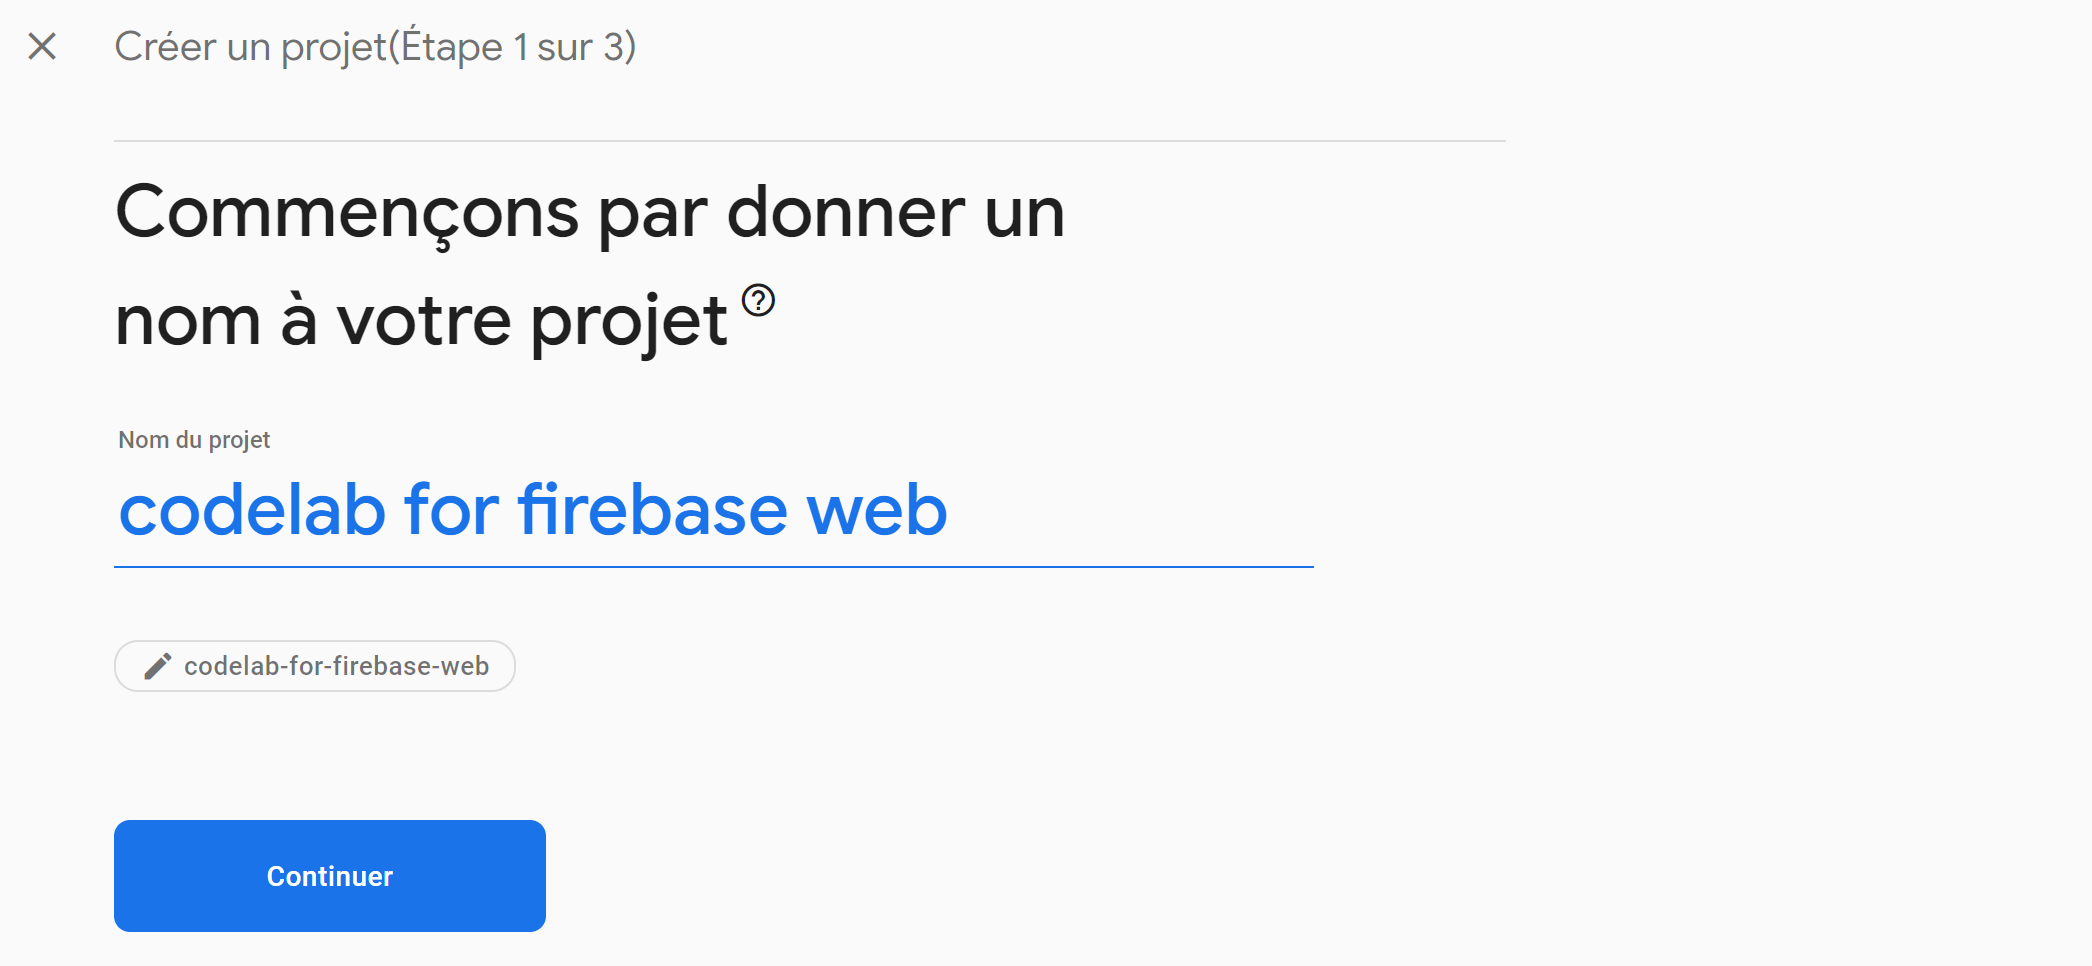 Créer un projet(Étape 1 sur 3)
Commençons par donner un
nom à votre projet
Nom du projet
codelab for firebase web
codelab-for-firebase-web
Continuer